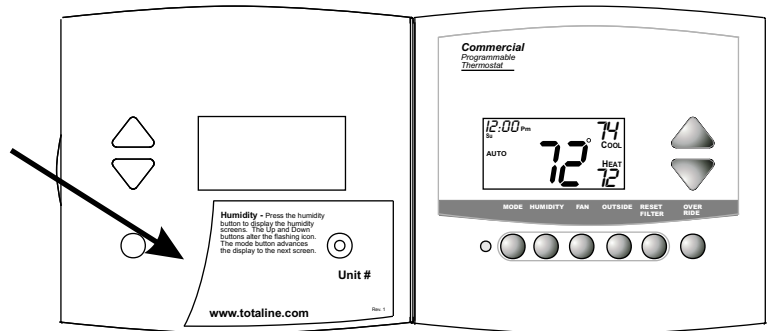 Humidity - Press the humidity
button to display the humidity
screens. The Up and Down
buttons alter the flashing icon.
The mode button advances
the display to the next screen.
Unit #
www.totaline.com
Rev. 1
Commercial
Programmable
Thermostat
12:00 Pm
Su
74
COOL
AUTO
72°
HEAT
72
MODE HUMIDITY FAN OUTSIDE RESET FILTER OVER RIDE